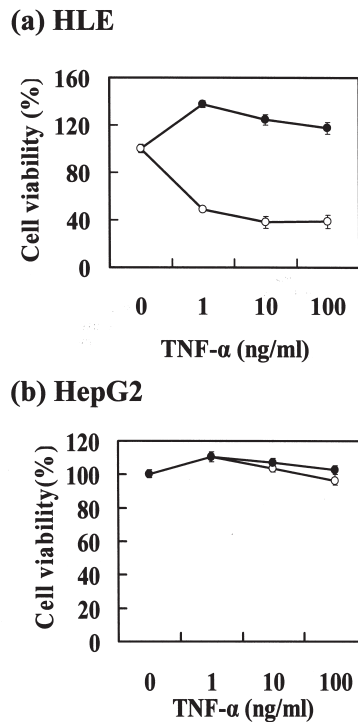 (a) HLE
Cell viability (%)
160
120
80
40
0
0 1 10 100
TNF-α (ng/ml)
(b) HepG2
Cell viability(%)
120
100
80
60
40
20
0
0 1 10 100
TNF-α (ng/ml)